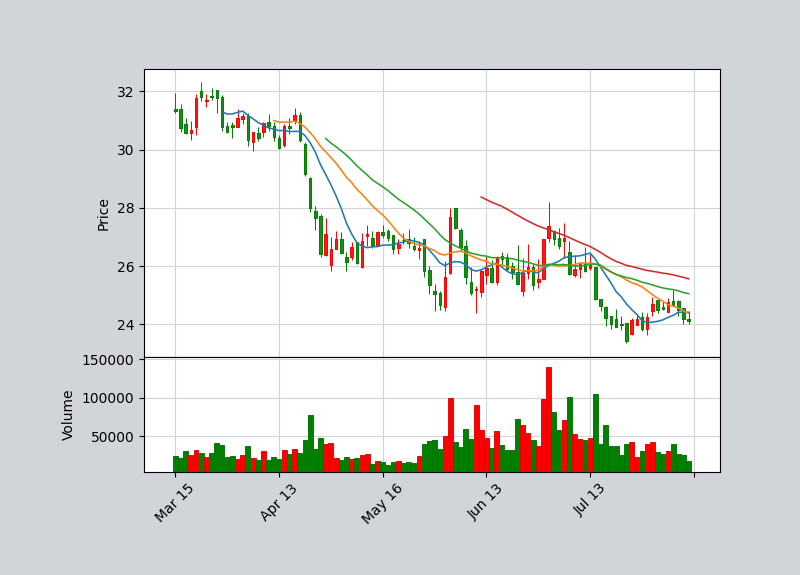 32
30
28
26
24
Price
150000
100000
50000
Volume
Mar 15
Apr 13
May 16
Jun 13
Jul 13